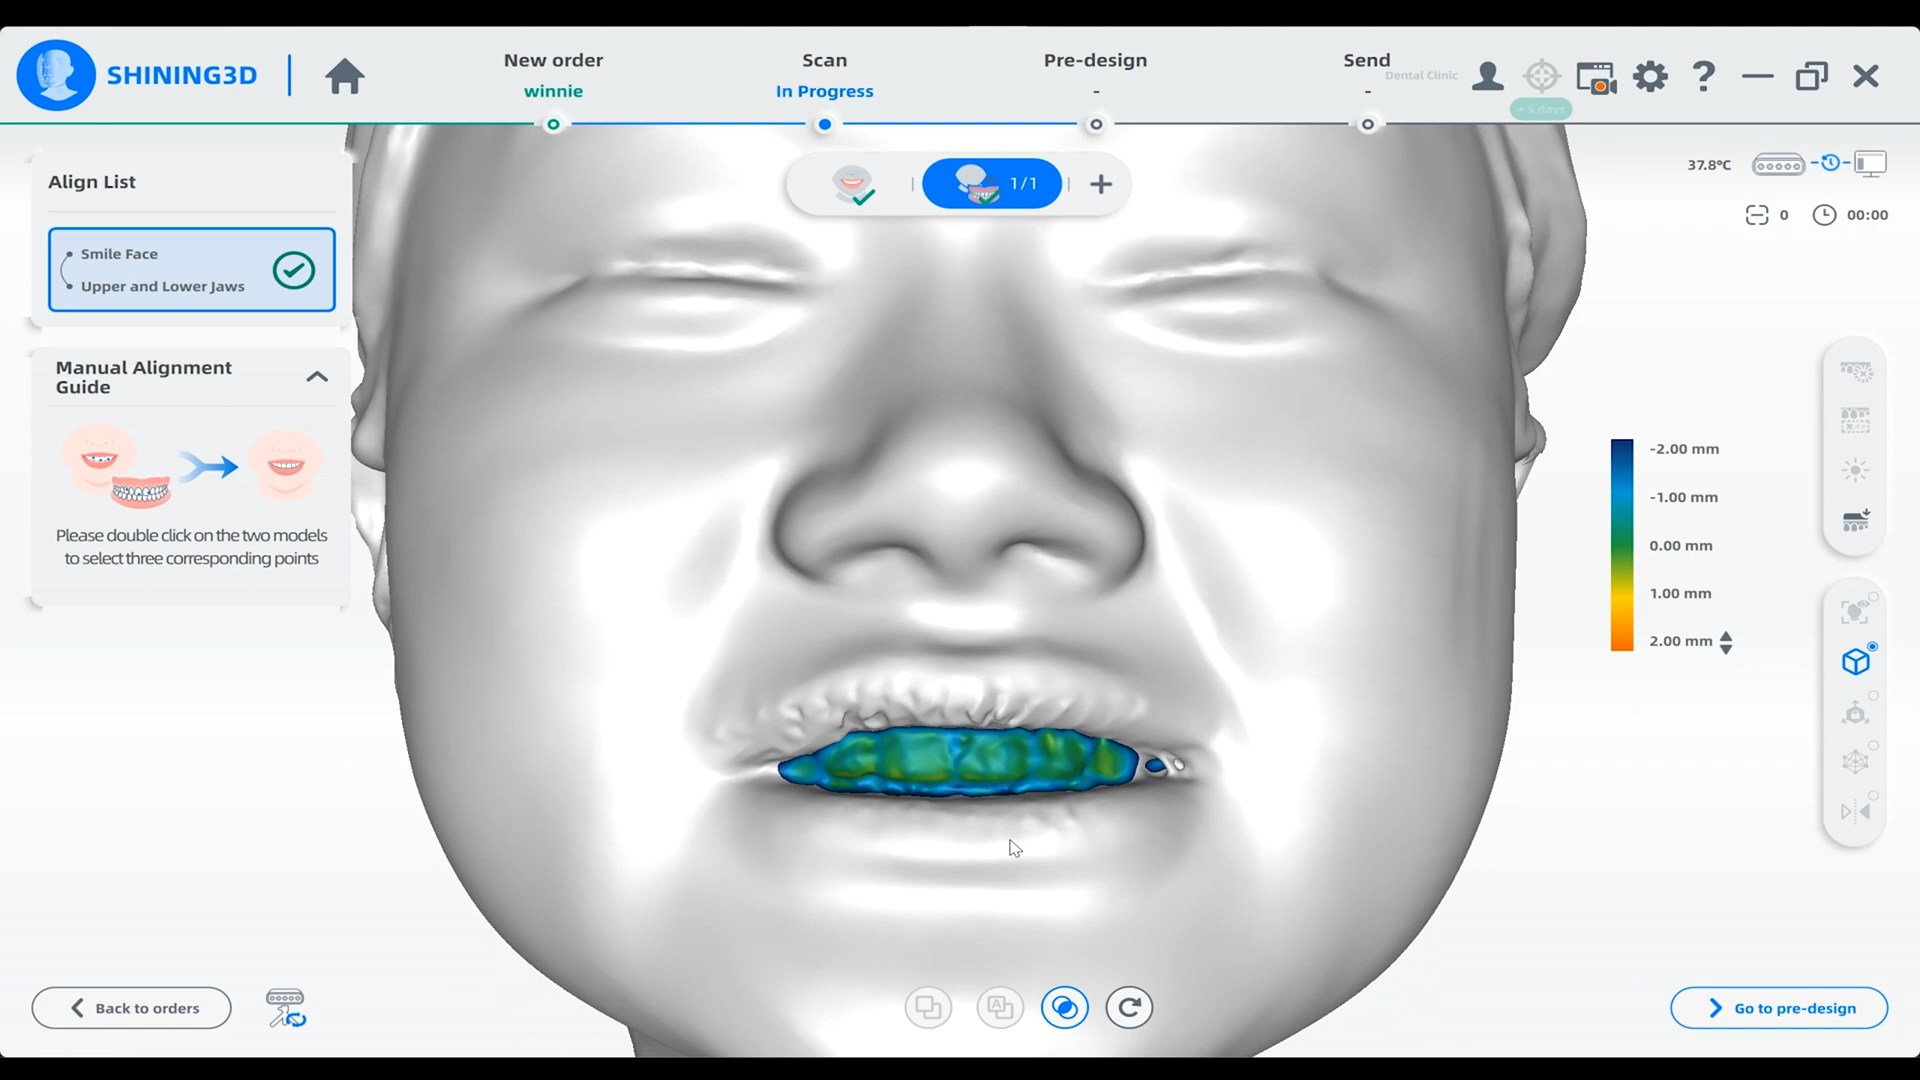 SHINING3D
New order
winnie
Scan
In Progress
Pre-design
-
Send
-
Dental Clinic
+ 5 days
Align List
Smile Face
Upper and Lower Jaws
1/1
37.8°C
0
00:00
Manual Alignment
Guide
Please double click on the two models
to select three corresponding points
-2.00 mm
-1.00 mm
0.00 mm
1.00 mm
2.00 mm
Back to orders
A
Go to pre-design